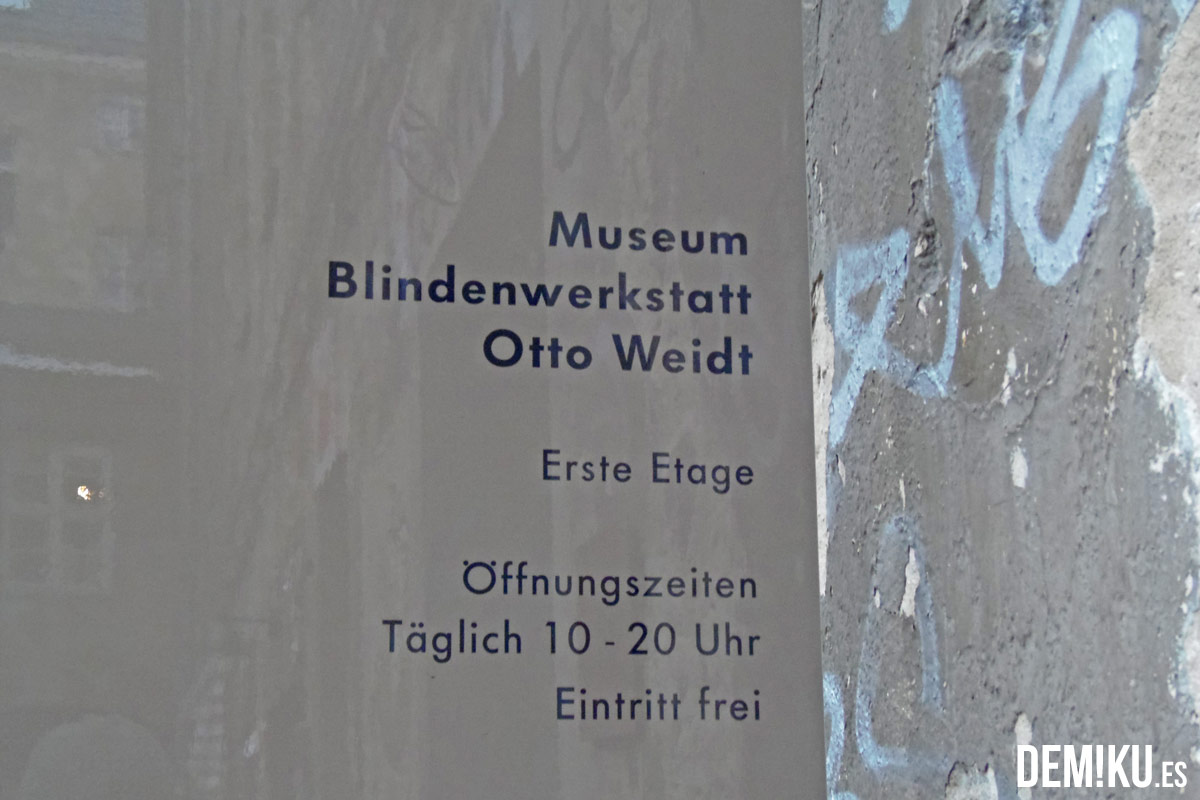 Museum
Blindenwerkstatt
Otto Weidt
Erste Etage
Öffnungszeiten
Täglich 10 - 20 Uhr
Eintritt frei
DEM!KU.ES